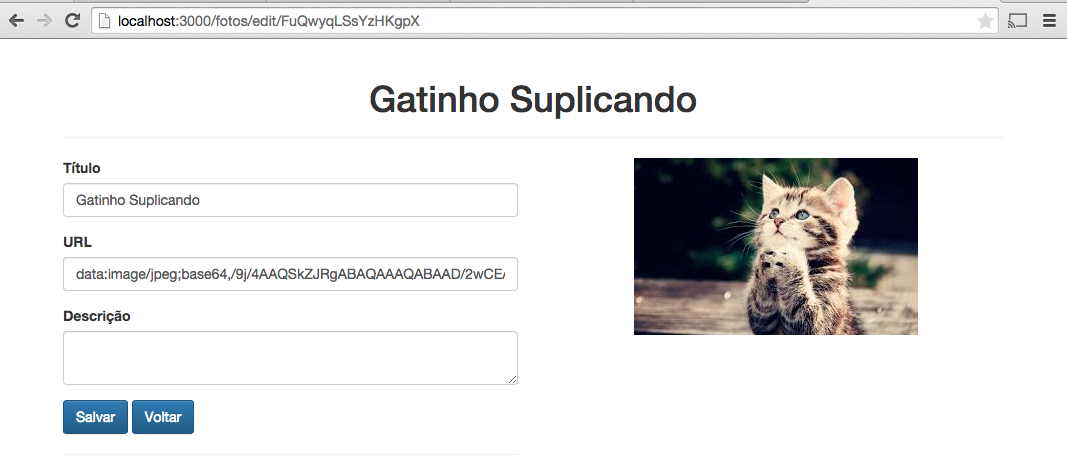 localhost:3000/fotos/edit/FuQwyqLSsYzHKgpX
Gatinho Suplicando
Título
Gatinho Suplicando
URL
data:image/jpeg;base64,/9j/4AAQSkZJRgABAQAAAQABAAD/2wCE/
Descrição
Salvar Voltar